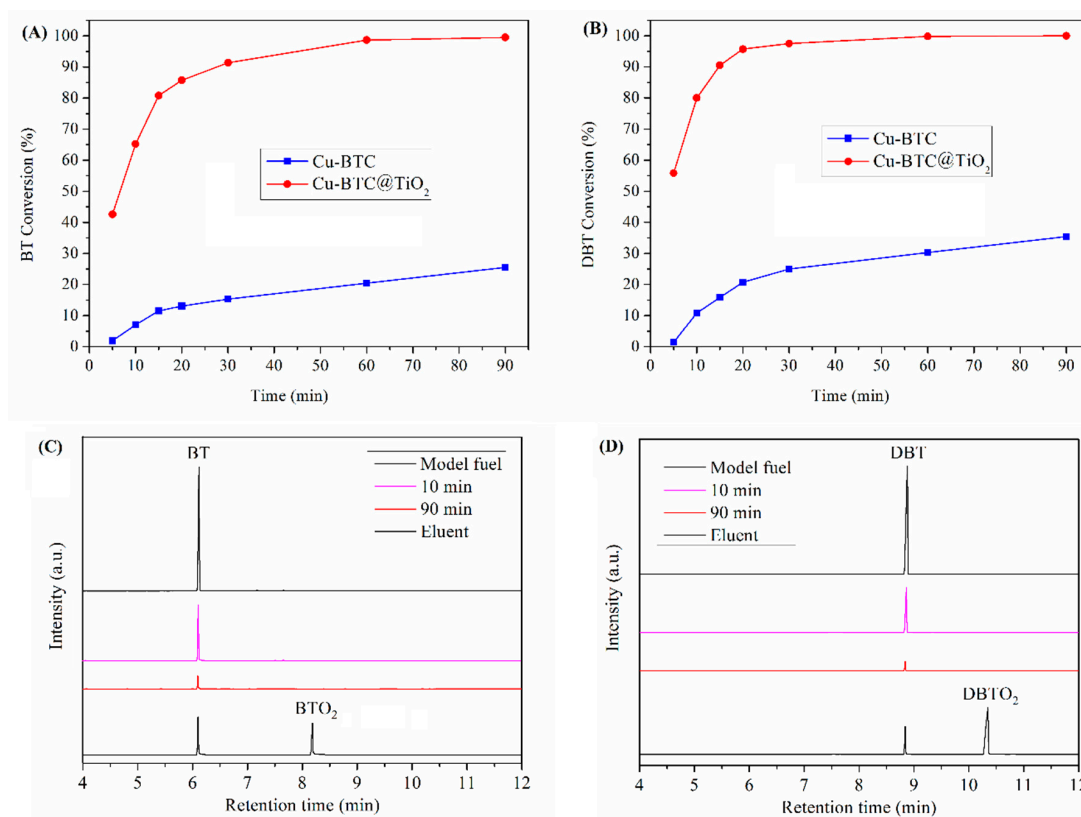 (A)
100
90
80
70
60
50
40
30
20
10
0
BT Conversion (%)
Cu-BTC
Cu-BTC@TiO₂
0 10 20 30 40 50 60 70 80 90
Time (min)
(B)
100
90
80
70
60
50
40
30
20
10
0
DBT Conversion (%)
Cu-BTC
Cu-BTC@TiO₂
0 10 20 30 40 50 60 70 80 90
Time (min)
(C)
BT
Model fuel
10 min
90 min
Eluent
Intensity (a.u.)
BTO₂
4 5 6 7 8 9 10 11 12
Retention time (min)
(D)
DBT
Model fuel
10 min
90 min
Eluent
Intensity (a.u.)
DBTO₂
4 5 6 7 8 9 10 11 12
Retention time (min)